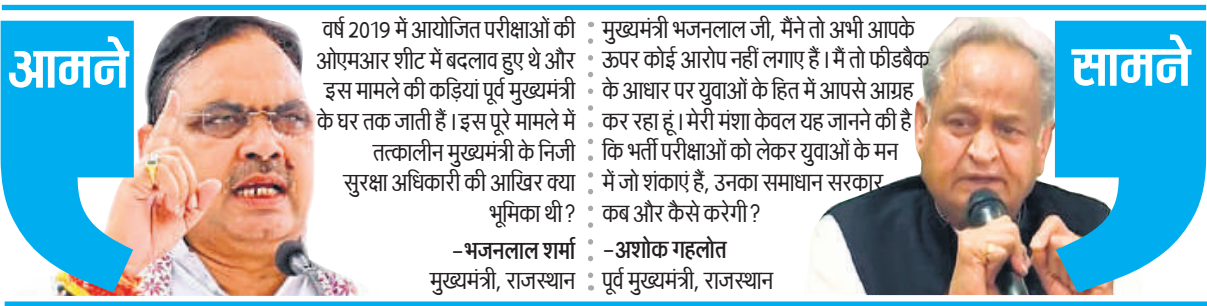 आमने
वर्ष 2019 में आयोजित परीक्षाओं की
ओएमआर शीट में बदलाव हुए थे और
इस मामले की कड़ियां पूर्व मुख्यमंत्री
के घर तक जाती हैं। इस पूरे मामले में
तत्कालीन मुख्यमंत्री के निजी
सुरक्षा अधिकारी की आखिर क्या
भूमिका थी?
-भजनलाल शर्मा
मुख्यमंत्री, राजस्थान
मुख्यमंत्री भजनलाल जी, मैंने तो अभी आपके
ऊपर कोई आरोप नहीं लगाए हैं। मैं तो फीडबैक
के आधार पर युवाओं के हित में आपसे आग्रह
कर रहा हूं। मेरी मंशा केवल यह जानने की है
कि भर्ती परीक्षाओं को लेकर युवाओं के मन
में जो शंकाएं हैं, उनका समाधान सरकार
कब और कैसे करेगी?
-अशोक गहलोत
पूर्व मुख्यमंत्री, राजस्थान
सामने